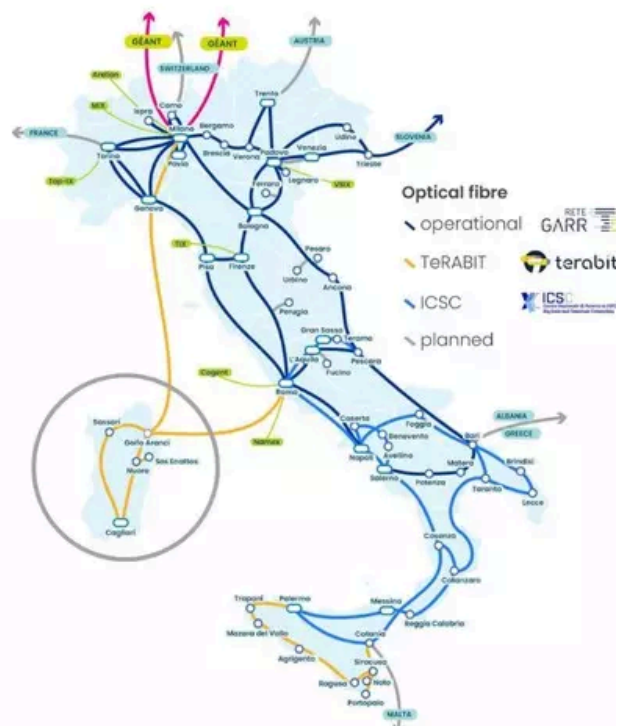 GÉANT
GÉANT
AUSTRIA
SWITZERLAND
Arelion
Como
Ispra
MIX
Milano
Bergamo
Trento
Udine
FRANCE
SLOVENIA
Torino
Pavia
Brescia
Verona
Padova
Venezia
Trieste
Top-IX
Legnaro
VSIX
Ferrara
Genova
Bologna
Optical fibre
operational
RETE
GARR
TeRABIT
terabit
ICSC
ICSC
planned
TIX
Pisa
Firenze
Pesaro
Urbino
Ancona
Perugia
Gran Sasso
Teramo
L'Aquila
Pescara
Fucino
Cogent
Roma
Namex
Caserta
Foggia
Benevento
Bari
ALBANIA
GREECE
Napoli
Avellino
Salerno
Potenza
Matera
Brindisi
Taranto
Lecce
Sassari
Golfo Aranci
Sos Enattos
Nuoro
Cagliari
Cosenza
Catanzaro
Trapani
Palermo
Messina
Mazara del Vallo
Reggio Calabria
Catania
Agrigento
Siracusa
Ragusa
Noto
Portopalo
MALTA